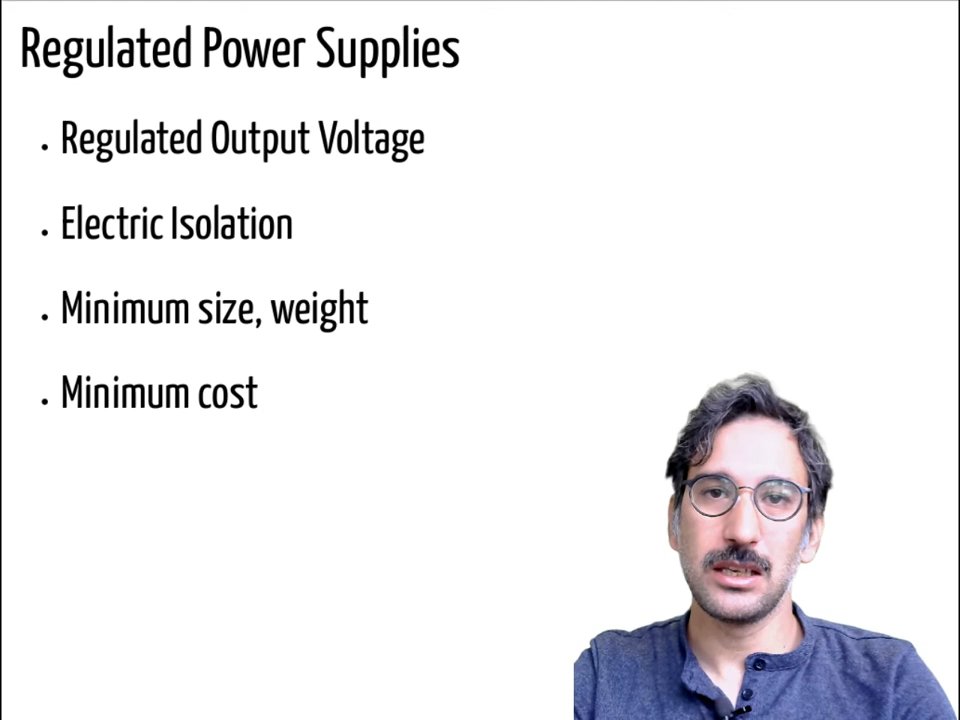 Regulated Power Supplies
• Regulated Output Voltage
• Electric Isolation
• Minimum size, weight
• Minimum cost